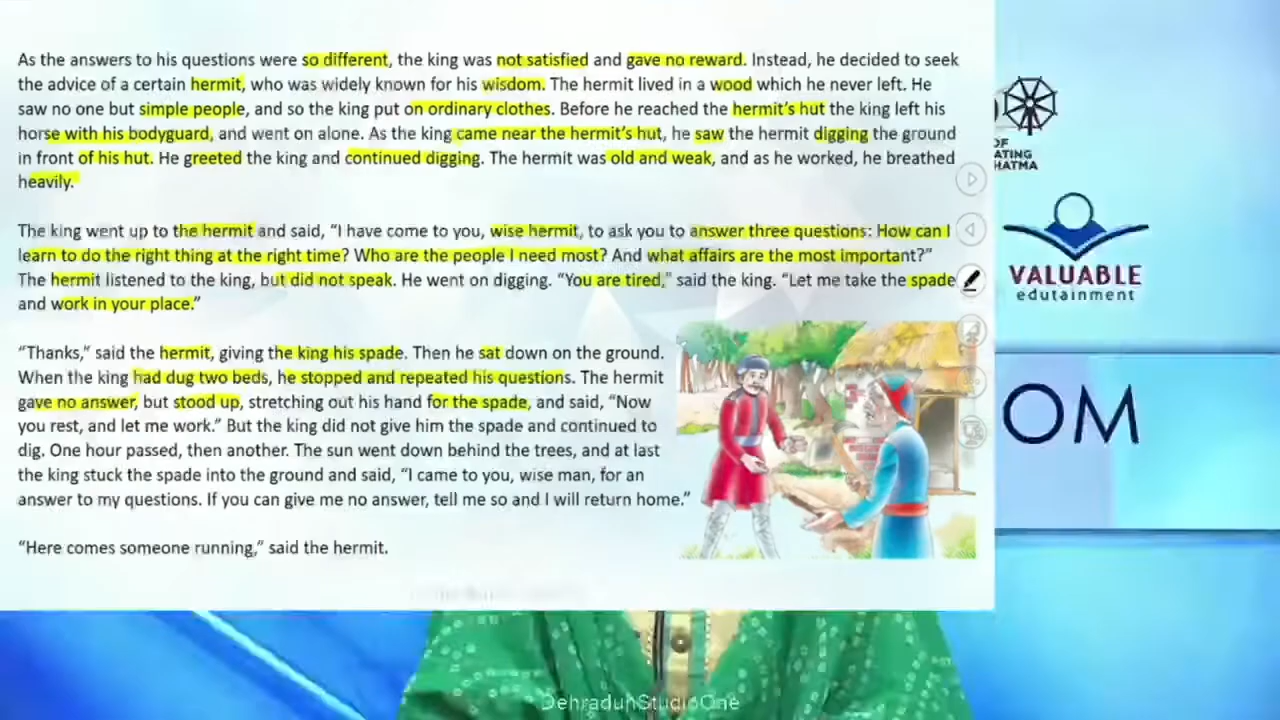 As the answers to his questions were so different, the king was not satisfied and gave no reward. Instead, he decided to seek
the advice of a certain hermit, who was widely known for his wisdom. The hermit lived in a wood which he never left. He
saw no one but simple people, and so the king put on ordinary clothes. Before he reached the hermit's hut the king left his
horse with his bodyguard, and went on alone. As the king came near the hermit's hut, he saw the hermit digging the ground
in front of his hut. He greeted the king and continued digging. The hermit was old and weak, and as he worked, he breathed
heavily.
The king went up to the hermit and said, “I have come to you, wise hermit, to ask you to answer three questions: How can I
learn to do the right thing at the right time? Who are the people I need most? And what affairs are the most important?”
The hermit listened to the king, but did not speak. He went on digging. “You are tired,” said the king. “Let me take the spade
and work in your place.”
“Thanks,” said the hermit, giving the king his spade. Then he sat down on the ground.
When the king had dug two beds, he stopped and repeated his questions. The hermit
gave no answer, but stood up, stretching out his hand for the spade, and said, “Now
you rest, and let me work.” But the king did not give him the spade and continued to
dig. One hour passed, then another. The sun went down behind the trees, and at last
the king stuck the spade into the ground and said, “I came to you, wise man, for an
answer to my questions. If you can give me no answer, tell me so and I will return home.”
“Here comes someone running,” said the hermit.
OF
ATING
HATMA
VALUABLE
edutainment
OM
DehradunStudioOne